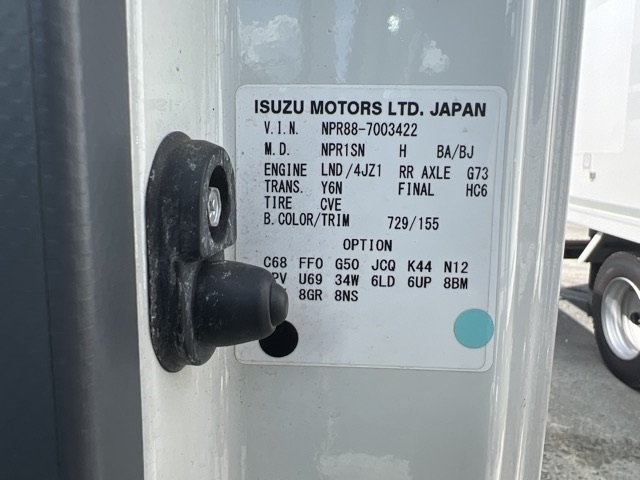 ISUZU MOTORS LTD. JAPAN
V.I.N. NPR88-7003422
M.D. NPR1SN H BA/BJ
ENGINE LND/4JZ1 RR AXLE G73
TRANS. Y6N FINAL HC6
TIRE CVE
B.COLOR/TRIM 729/155
OPTION
C68 FF0 G50 JCQ K44 N12
U69 34W 6LD 6UP 8BM
8GR 8NS